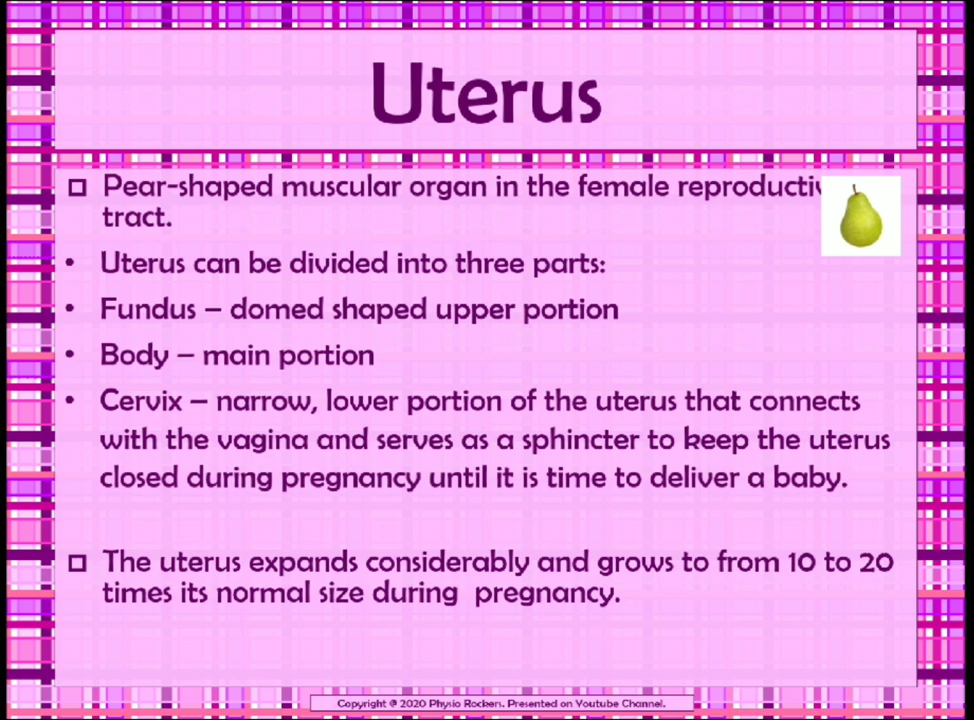 Uterus
Pear-shaped muscular organ in the female reproductiv
tract.
• Uterus can be divided into three parts:
• Fundus – domed shaped upper portion
• Body – main portion
• Cervix – narrow, lower portion of the uterus that connects
with the vagina and serves as a sphincter to keep the uterus
closed during pregnancy until it is time to deliver a baby.
The uterus expands considerably and grows to from 10 to 20
times its normal size during pregnancy.
Copyright @ 2020 Physio Rockers. Presented on Youtube Channel.